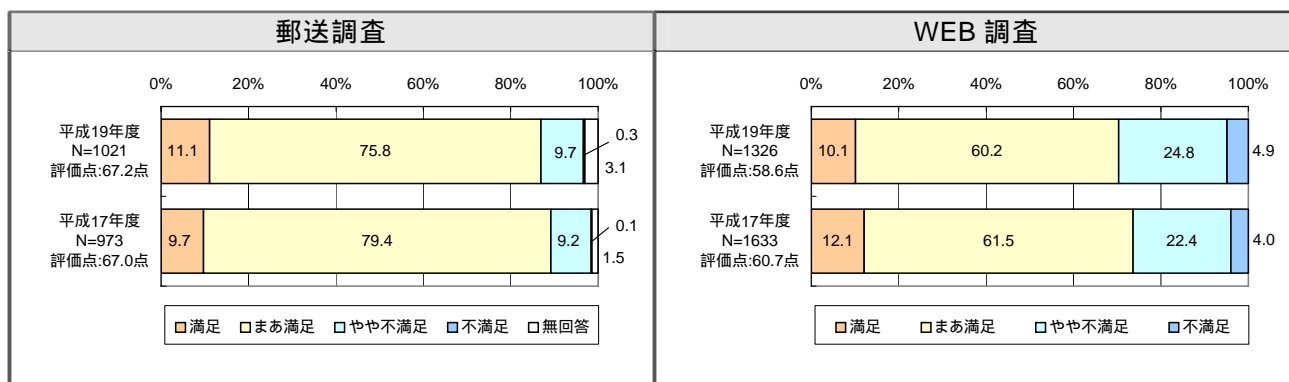 郵送調査
0% 20% 40% 60% 80% 100%
平成19年度
N=1021
評価点:67.2点
11.1 75.8 9.7 0.3 3.1
平成17年度
N=973
評価点:67.0点
9.7 79.4 9.2 0.1 1.5
満足 まあ満足 やや不満足 不満足 無回答
WEB 調査
0% 20% 40% 60% 80% 100%
平成19年度
N=1326
評価点:58.6点
10.1 60.2 24.8 4.9
平成17年度
N=1633
評価点:60.7点
12.1 61.5 22.4 4.0
満足 まあ満足 やや不満足 不満足